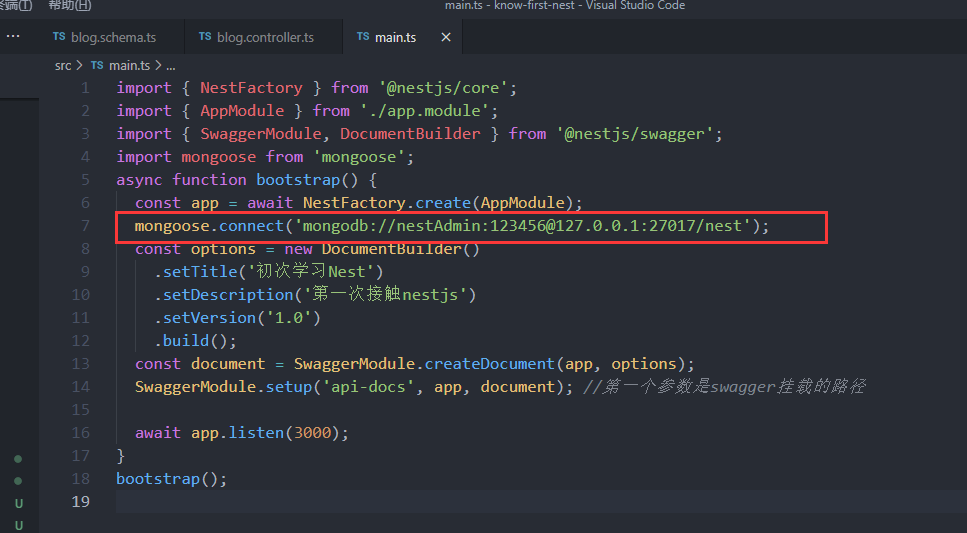 终端(T) 帮助(H) main.ts - know-first-nest - Visual Studio Code
··· TS blog.schema.ts TS blog.controller.ts TS main.ts ×
src > TS main.ts > ...
1 import { NestFactory } from '@nestjs/core';
2 import { AppModule } from './app.module';
3 import { SwaggerModule, DocumentBuilder } from '@nestjs/swagger';
4 import mongoose from 'mongoose';
5 async function bootstrap() {
6   const app = await NestFactory.create(AppModule);
7   mongoose.connect('mongodb://nestAdmin:123456@127.0.0.1:27017/nest');
8   const options = new DocumentBuilder()
9     .setTitle('初次学习Nest')
10     .setDescription('第一次接触nestjs')
11     .setVersion('1.0')
12     .build();
13   const document = SwaggerModule.createDocument(app, options);
14   SwaggerModule.setup('api-docs', app, document); //第一个参数是swagger挂载的路径
15
16   await app.listen(3000);
17 }
18 bootstrap();
19
U
U